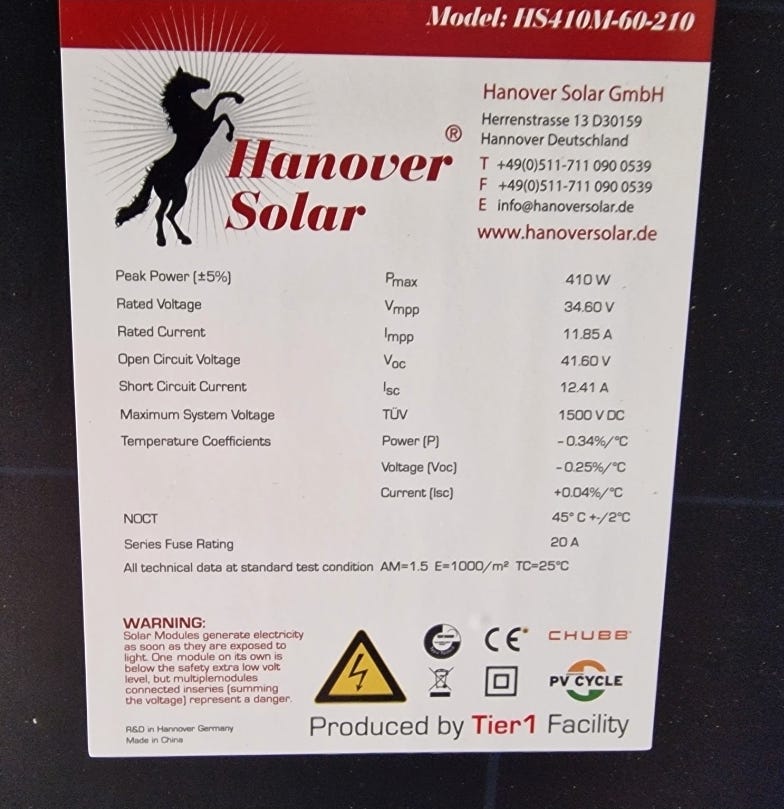 Model: HS410M-60-210
Hanover Solar GmbH
Herrenstrasse 13 D30159
Hannover Deutschland
T +49(0)511-711 090 0539
F +49(0)511-711 090 0539
E info@hanoversolar.de
www.hanoversolar.de
Hanover ®
Solar
Peak Power (±5%) Pmax 410 W
Rated Voltage Vmpp 34.60 V
Rated Current Impp 11.85 A
Open Circuit Voltage Voc 41.60 V
Short Circuit Current Isc 12.41 A
Maximum System Voltage TÜV 1500 V DC
Temperature Coefficients Power (P) -0.34%/°C
Voltage (Voc) -0.25%/°C
Current (Isc) +0.04%/°C
NOCT 45°C +-/2°C
Series Fuse Rating 20 A
All technical data at standard test condition AM=1.5 E=1000/m² TC=25°C
WARNING:
Solar Modules generate electricity
as soon as they are exposed to
light. One module on its own is
below the safety extra low volt
level, but multiplemodules
connected inseries (summing
the voltage) represent a danger.
CE CHUBB
PV CYCLE
R&D in Hannover Germany
Made in China
Produced by Tier1 Facility